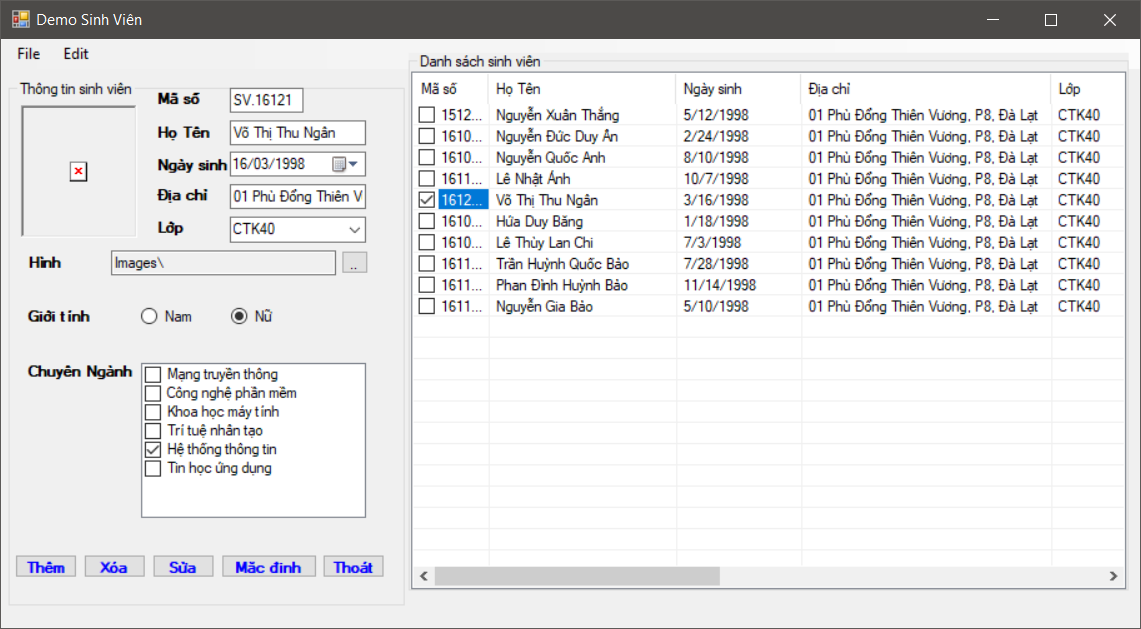 Demo Sinh Viên
File Edit
Thông tin sinh viên
Mã số SV.16121
Họ Tên Võ Thị Thu Ngân
Ngày sinh 16/03/1998
Địa chỉ 01 Phù Đổng Thiên V
Lớp CTK40
Hình Images\ ..
Giới tính Nam Nữ
Chuyên Ngành
Mạng truyền thông
Công nghệ phần mềm
Khoa học máy tính
Trí tuệ nhân tạo
Hệ thống thông tin
Tin học ứng dụng
Thêm Xóa Sửa Mặc định Thoát
Danh sách sinh viên
Mã số Họ Tên Ngày sinh Địa chỉ Lớp
1512... Nguyễn Xuân Thắng 5/12/1998 01 Phù Đổng Thiên Vương, P8, Đà Lạt CTK40
1610... Nguyễn Đức Duy Ân 2/24/1998 01 Phù Đổng Thiên Vương, P8, Đà Lạt CTK40
1610... Nguyễn Quốc Anh 8/10/1998 01 Phù Đổng Thiên Vương, P8, Đà Lạt CTK40
1611... Lê Nhật Ánh 10/7/1998 01 Phù Đổng Thiên Vương, P8, Đà Lạt CTK40
1612... Võ Thị Thu Ngân 3/16/1998 01 Phù Đổng Thiên Vương, P8, Đà Lạt CTK40
1610... Hứa Duy Băng 1/18/1998 01 Phù Đổng Thiên Vương, P8, Đà Lạt CTK40
1610... Lê Thùy Lan Chi 7/3/1998 01 Phù Đổng Thiên Vương, P8, Đà Lạt CTK40
1611... Trần Huỳnh Quốc Bảo 7/28/1998 01 Phù Đổng Thiên Vương, P8, Đà Lạt CTK40
1611... Phan Đình Huỳnh Bảo 11/14/1998 01 Phù Đổng Thiên Vương, P8, Đà Lạt CTK40
1611... Nguyễn Gia Bảo 5/10/1998 01 Phù Đổng Thiên Vương, P8, Đà Lạt CTK40